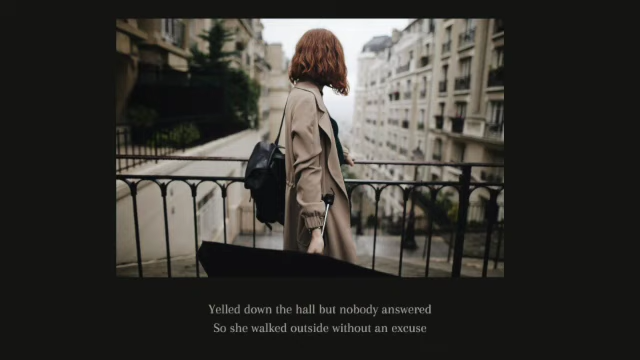 Yelled down the hall but nobody answered
So she walked outside without an excuse